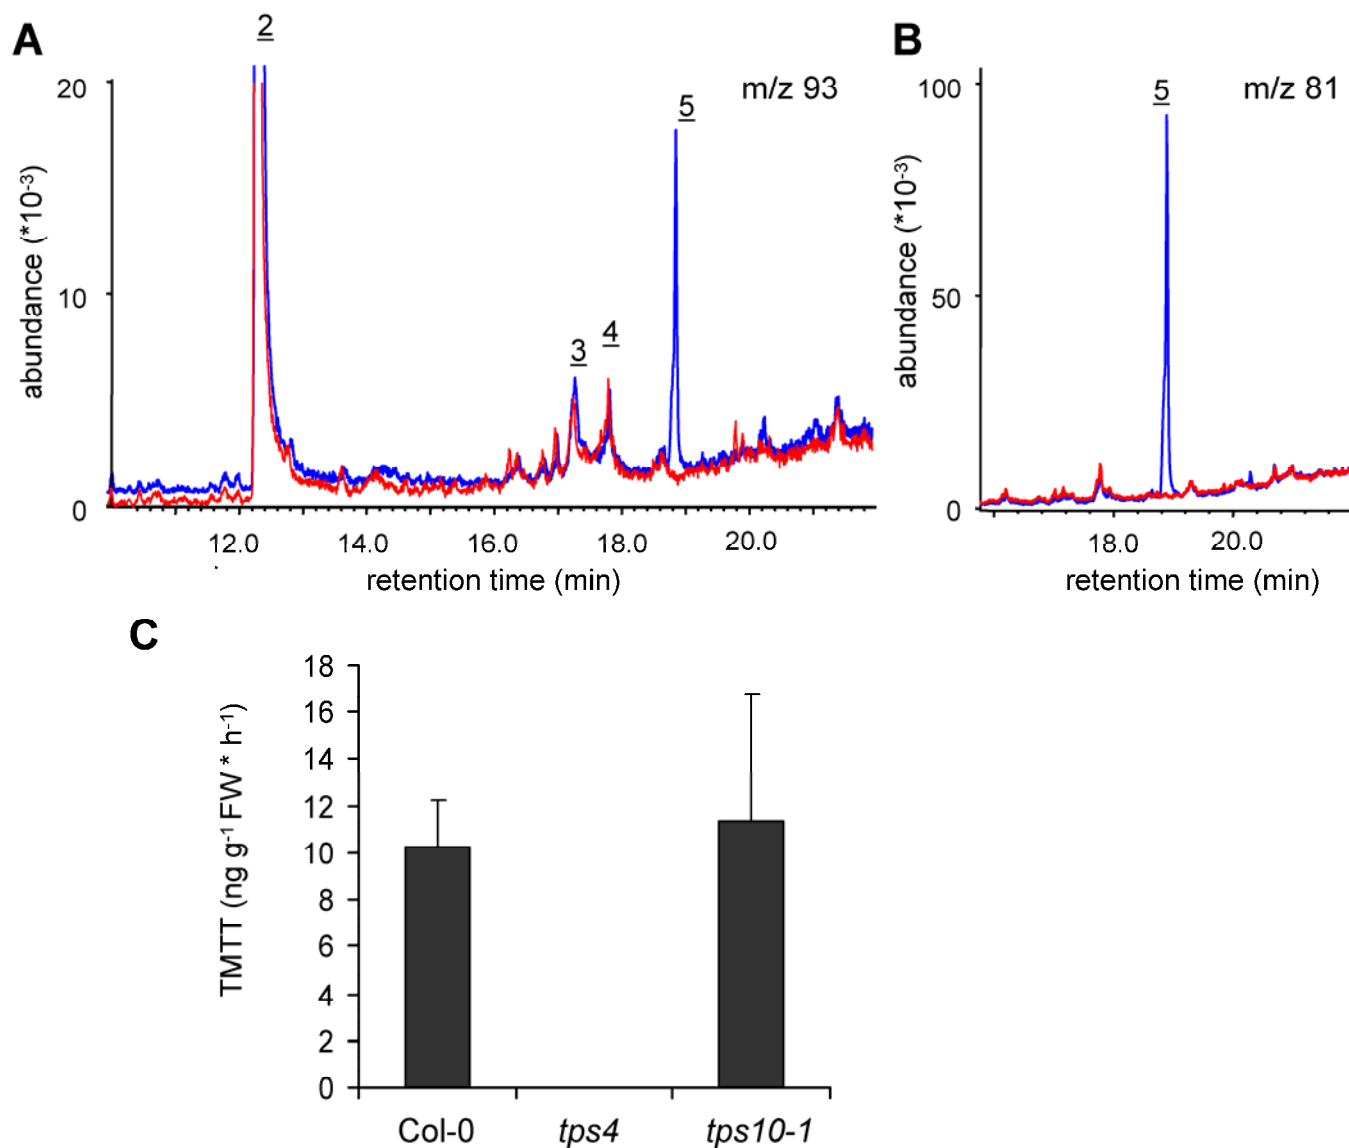 A
2
20
m/z 93
5
abundance (*10-3)
10
3
4
0
12.0 14.0 16.0 18.0 20.0
retention time (min)
B
100
5
m/z 81
abundance (*10-3)
50
0
18.0 20.0
retention time (min)
C
18
16
14
12
10
8
6
4
2
0
TMTT (ng g-1 FW * h-1)
Col-0 tps4 tps10-1